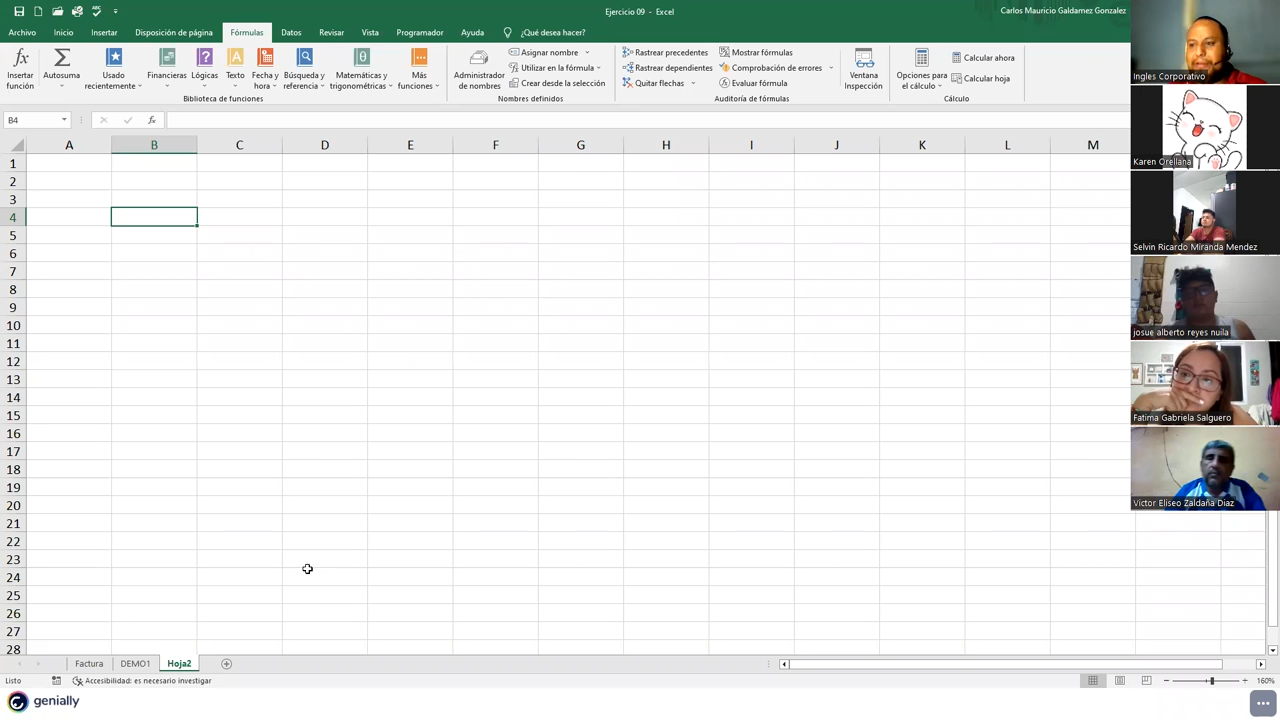 Ejercicio 09 - Excel
Carlos Mauricio Galdamez Gonzalez
Archivo Inicio Insertar Disposición de página Fórmulas Datos Revisar Vista Programador Ayuda ¿Qué desea hacer?
Insertar función
Autosuma
Usado recientemente
Financieras
Lógicas
Texto
Fecha y hora
Búsqueda y referencia
Matemáticas y trigonométricas
Más funciones
Biblioteca de funciones
Administador de nombres
Asignar nombre
Utilizar en la fórmula
Crear desde la selección
Nombres definidos
Rastrear precedentes
Rastrear dependientes
Quitar flechas
Mostrar fórmulas
Comprobación de errores
Evaluar fórmula
Auditoría de fórmulas
Ventana Inspección
Opciones para el cálculo
Calcular ahora
Calcular hoja
Cálculo
B4
fx
A B C D E F G H I J K L M
1
2
3
4
5
6
7
8
9
10
11
12
13
14
15
16
17
18
19
20
21
22
23
24
25
26
27
28
Factura DEMO1 Hoja2
Listo Accesibilidad: es necesario investigar 160%
genially
Ingles Corporativo
Karen Orellana
Selvin Ricardo Miranda Mendez
josue alberto reyes nuila
Fatima Gabriela Salguero
Victor Eliseo Zaldaña Diaz